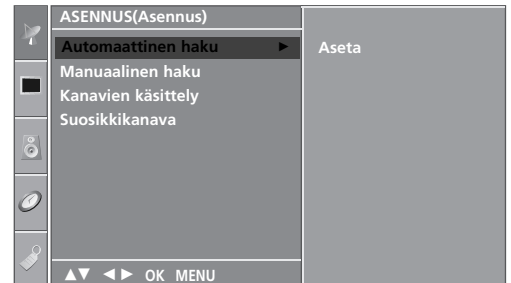 ASENNUS(Asennus)
Automaattinen haku ► Aseta
Manuaalinen haku
Kanavien käsittely
Suosikkikanava
▲▼ ◄► OK MENU